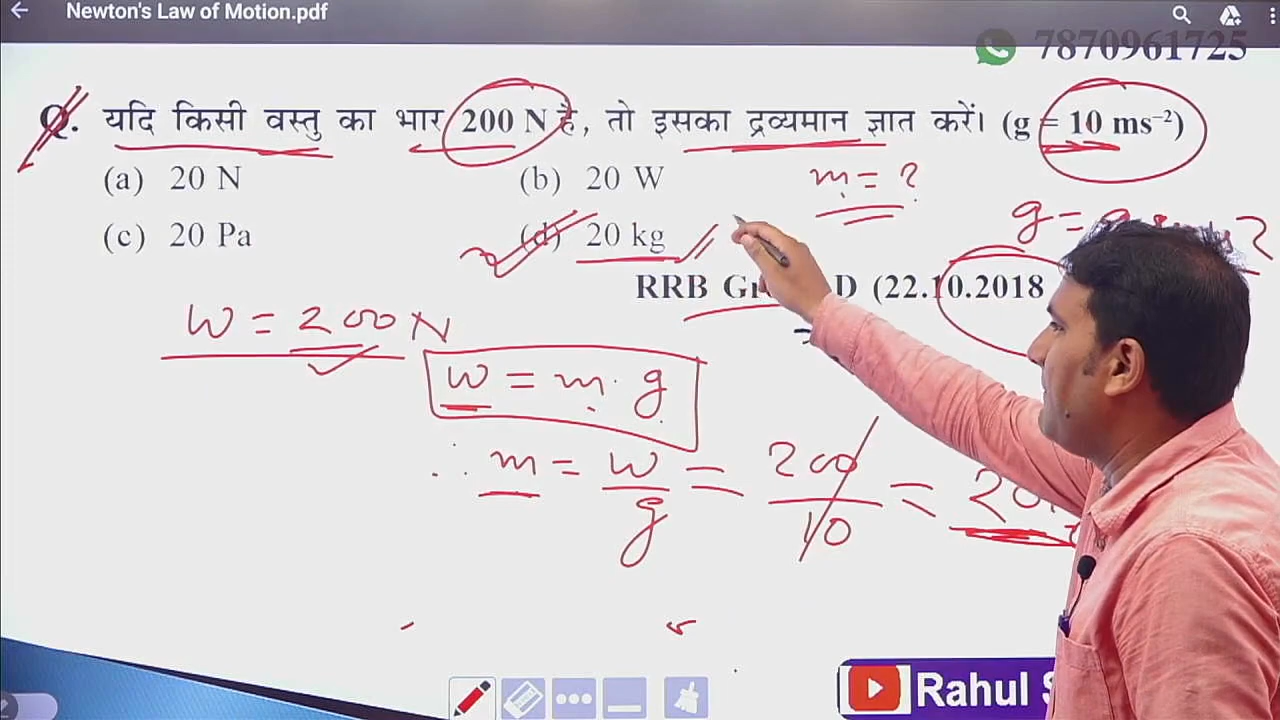 Newton's Law of Motion.pdf
7870961725
Q. यदि किसी वस्तु का भार 200 N है, तो इसका द्रव्यमान ज्ञात करें। (g = 10 ms⁻²)
(a) 20 N (b) 20 W
(c) 20 Pa (d) 20 kg
m = ?
g =
RRB D (22.10.2018
W = 200 N
W = m . g
∴ m = W/g = 200/10 = 20
Rahul